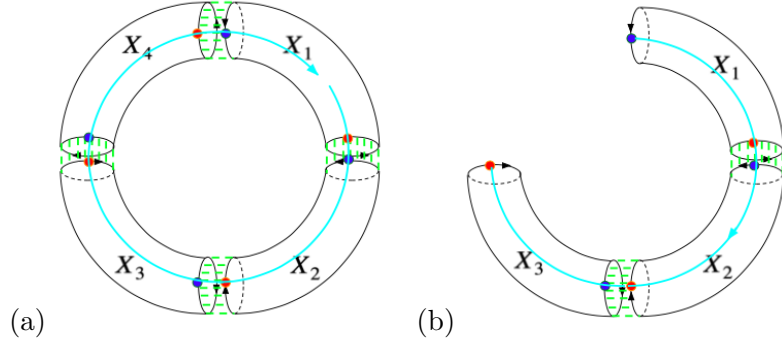 X₄ X₁ X₁
X₃ X₂ X₃ X₂
(a) (b)